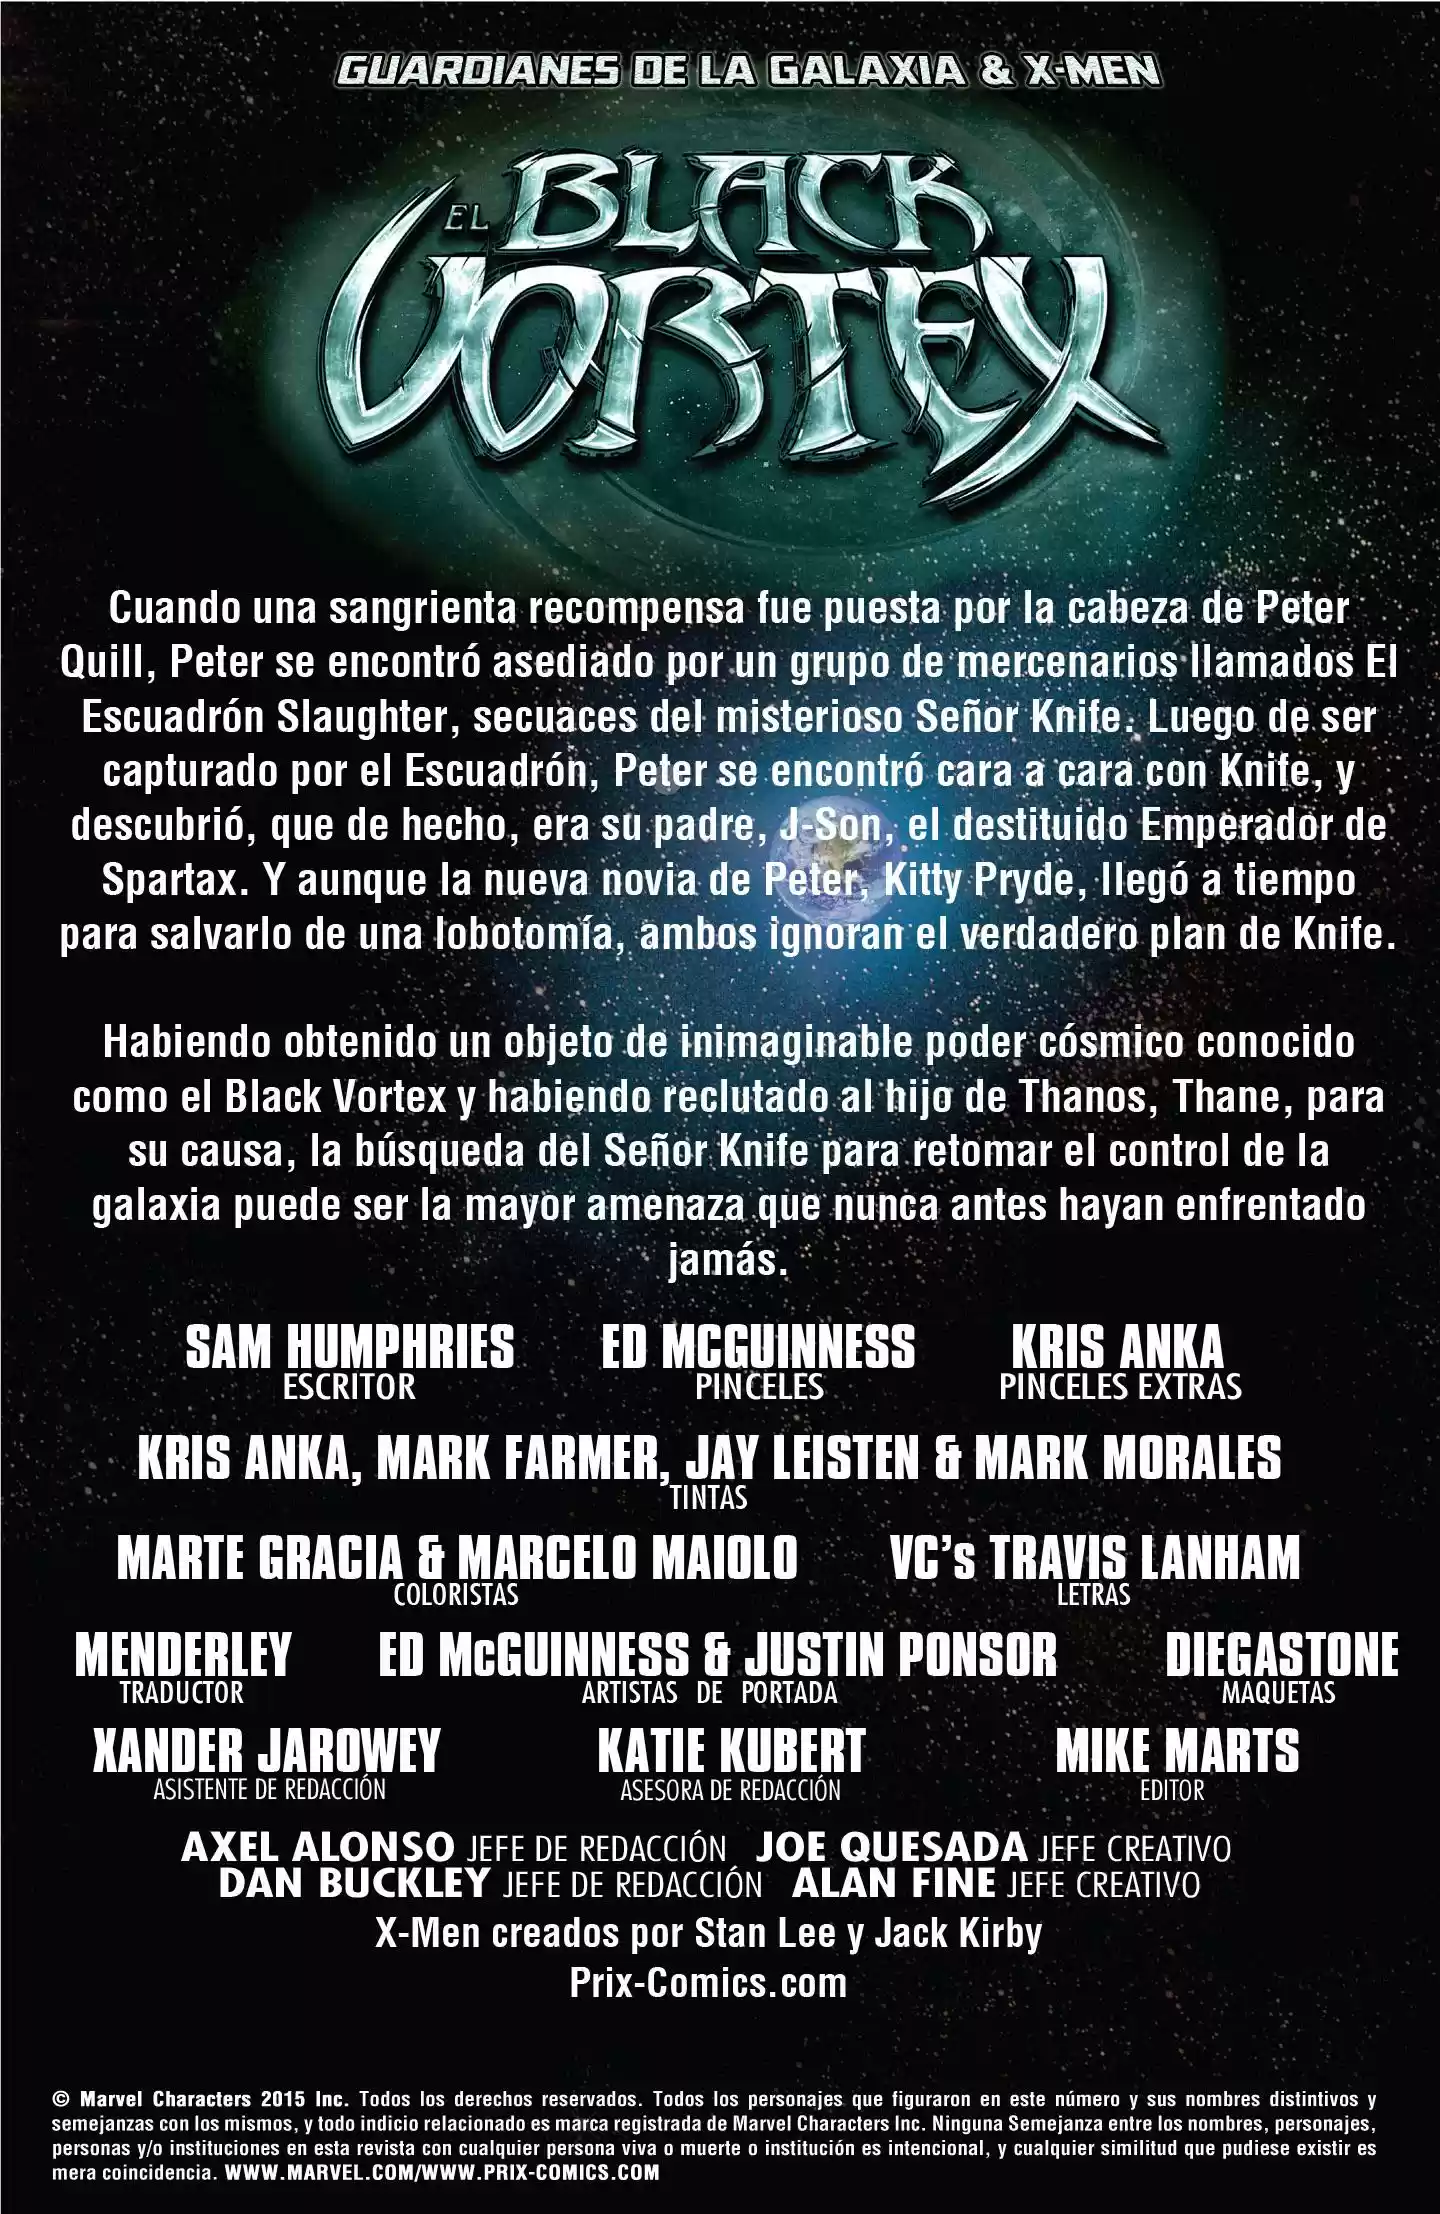 GUARDIANES DE LA GALAXIA & X-MEN
EL BLACK
VORTEX
Cuando una sangrienta recompensa fue puesta por la cabeza de Peter
Quill, Peter se encontró asediado por un grupo de mercenarios llamados El
Escuadrón Slaughter, secuaces del misterioso Señor Knife. Luego de ser
capturado por el Escuadrón, Peter se encontró cara a cara con Knife, y
descubrió, que de hecho, era su padre, J-Son, el destituido Emperador de
Spartax. Y aunque la nueva novia de Peter, Kitty Pryde, llegó a tiempo
para salvarlo de una lobotomía, ambos ignoran el verdadero plan de Knife.
Habiendo obtenido un objeto de inimaginable poder cósmico conocido
como el Black Vortex y habiendo reclutado al hijo de Thanos, Thane, para
su causa, la búsqueda del Señor Knife para retomar el control de la
galaxia puede ser la mayor amenaza que nunca antes hayan enfrentado
jamás.
SAM HUMPHRIES ED MCGUINNESS KRIS ANKA
ESCRITOR PINCELES PINCELES EXTRAS
KRIS ANKA, MARK FARMER, JAY LEISTEN & MARK MORALES
TINTAS
MARTE GRACIA & MARCELO MAIOLO VC's TRAVIS LANHAM
COLORISTAS LETRAS
MENDERLEY ED McGUINNESS & JUSTIN PONSOR DIEGASTONE
TRADUCTOR ARTISTAS DE PORTADA MAQUETAS
XANDER JAROWEY KATIE KUBERT MIKE MARTS
ASISTENTE DE REDACCIÓN ASESORA DE REDACCIÓN EDITOR
AXEL ALONSO JEFE DE REDACCIÓN JOE QUESADA JEFE CREATIVO
DAN BUCKLEY JEFE DE REDACCIÓN ALAN FINE JEFE CREATIVO
X-Men creados por Stan Lee y Jack Kirby
Prix-Comics.com
© Marvel Characters 2015 Inc. Todos los derechos reservados. Todos los personajes que figuraron en este número y sus nombres distintivos y
semejanzas con los mismos, y todo indicio relacionado es marca registrada de Marvel Characters Inc. Ninguna Semejanza entre los nombres, personajes,
personas y/o instituciones en esta revista con cualquier persona viva o muerte o institución es intencional, y cualquier similitud que pudiese existir es
mera coincidencia. WWW.MARVEL.COM/WWW.PRIX-COMICS.COM